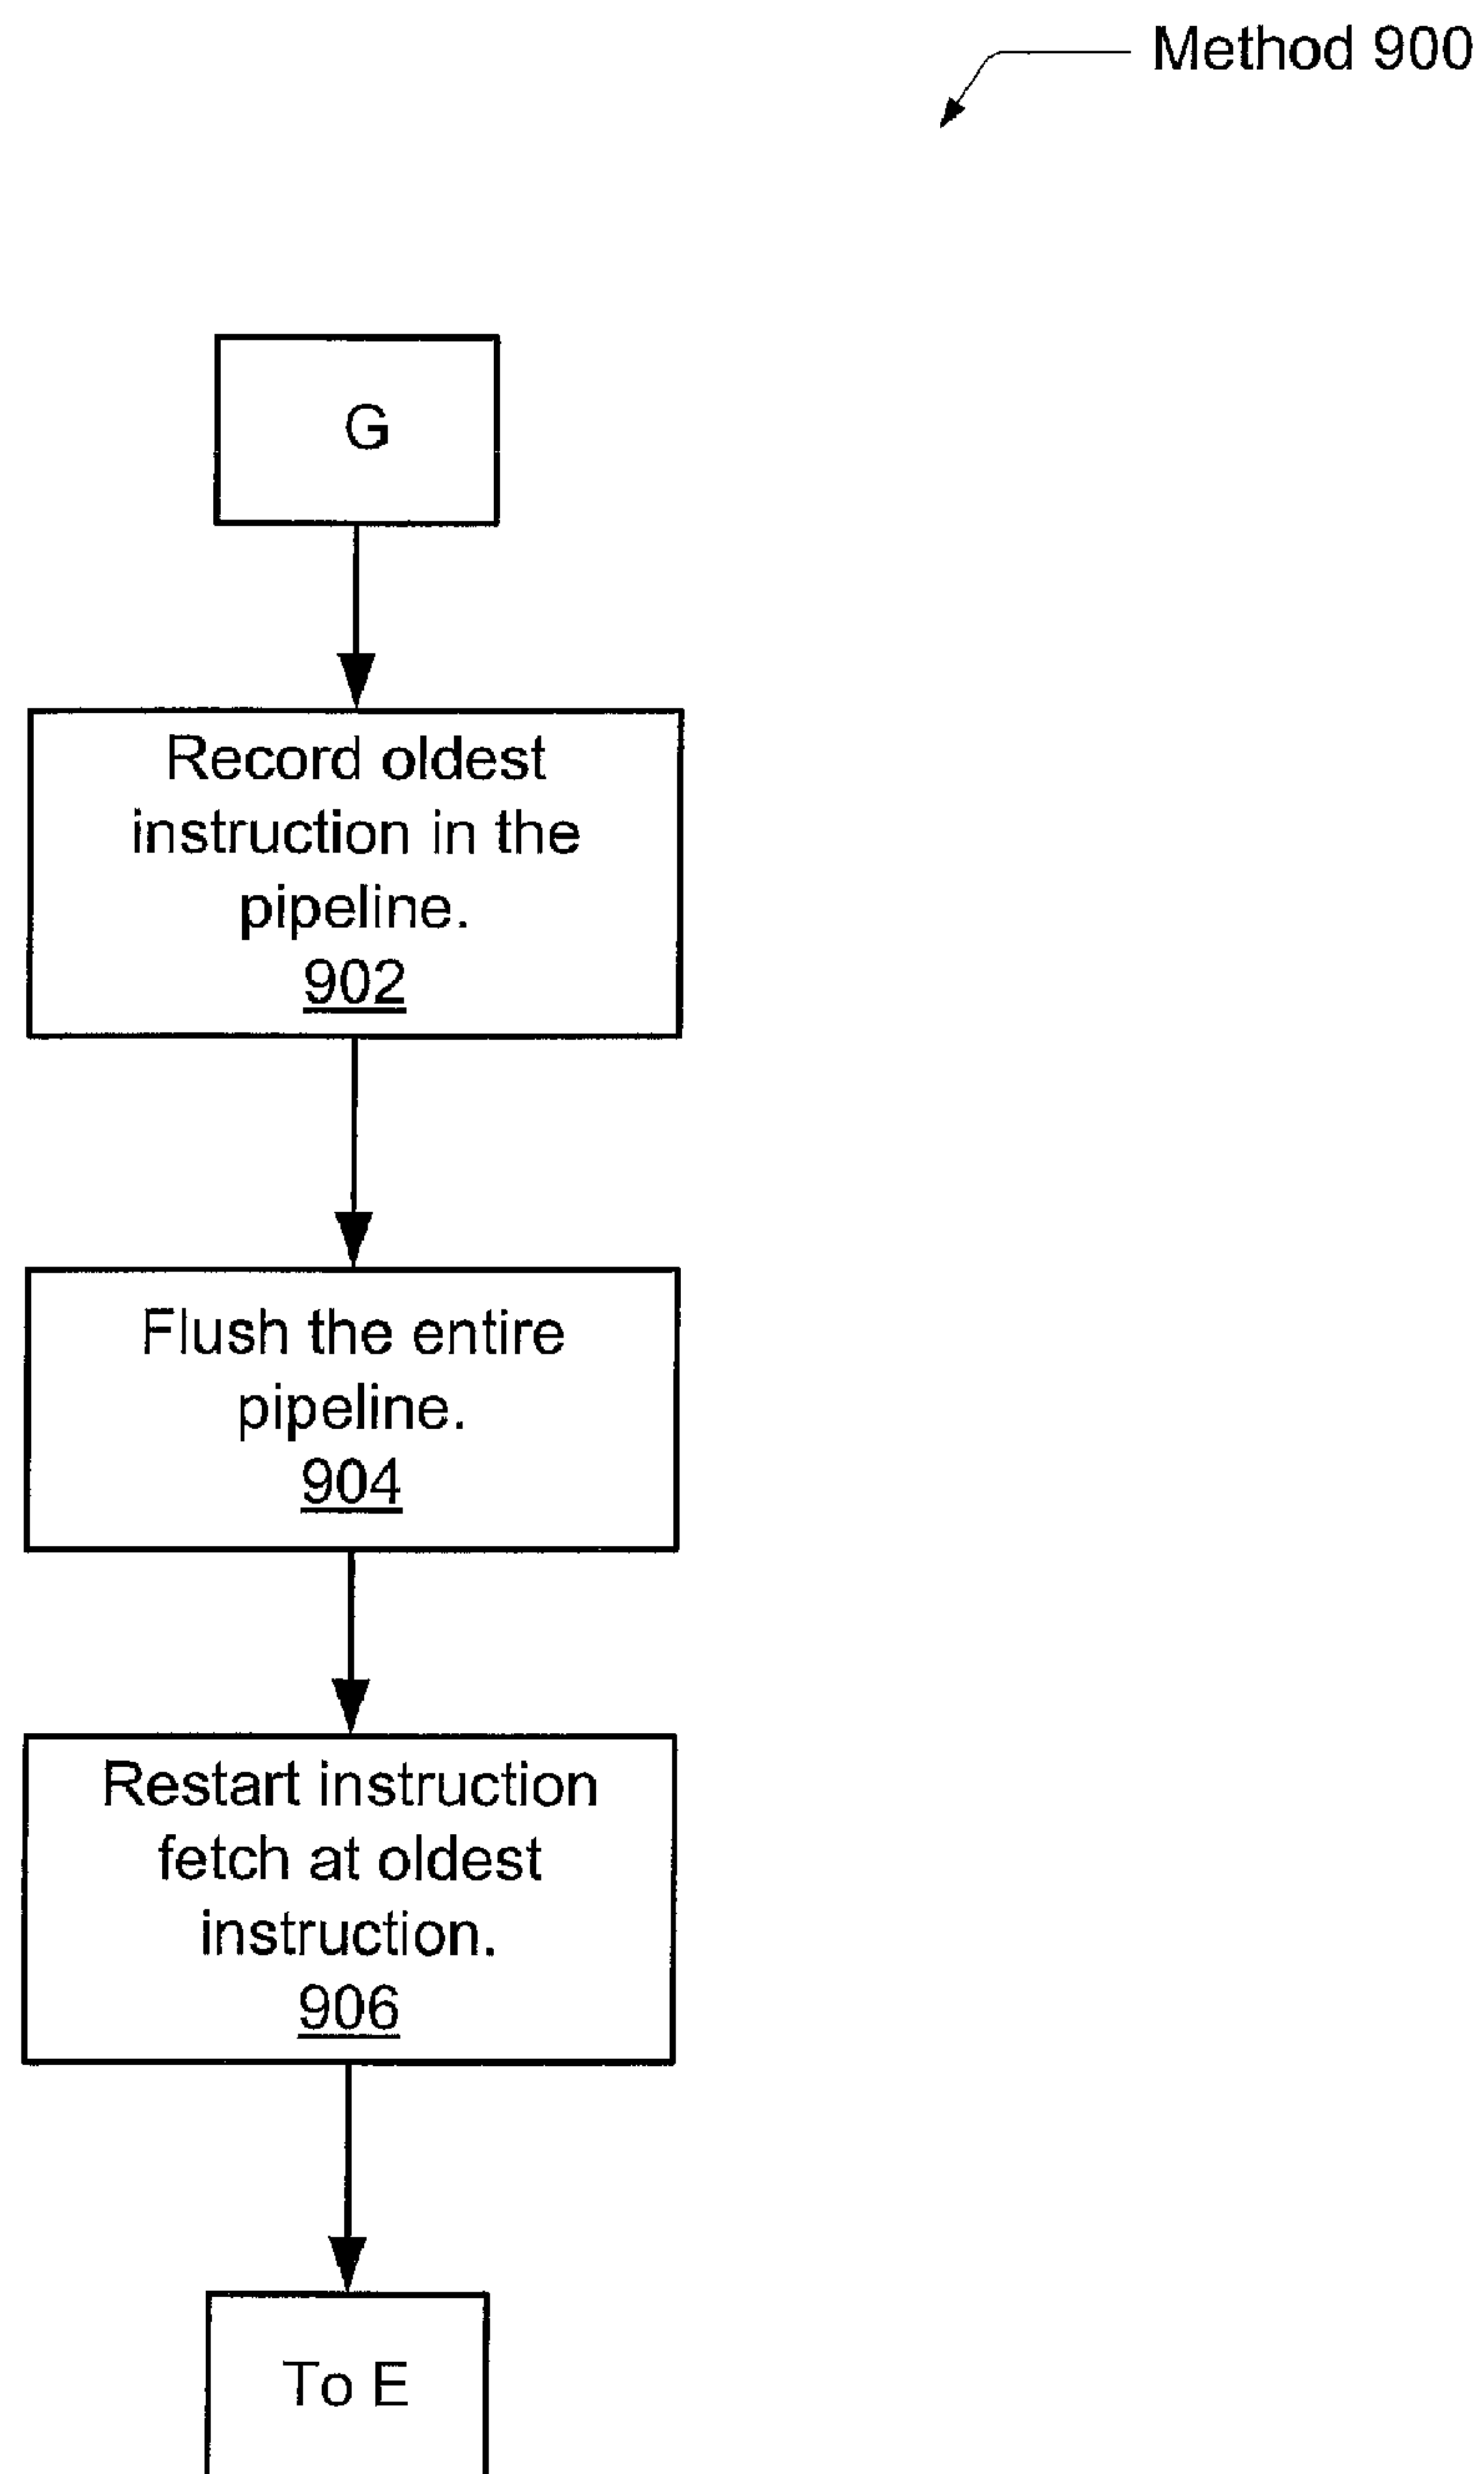 Method 900
G
Record oldest
instruction in the
pipeline.
902
Flush the entire
pipeline.
904
Restart instruction
fetch at oldest
instruction.
906
To E